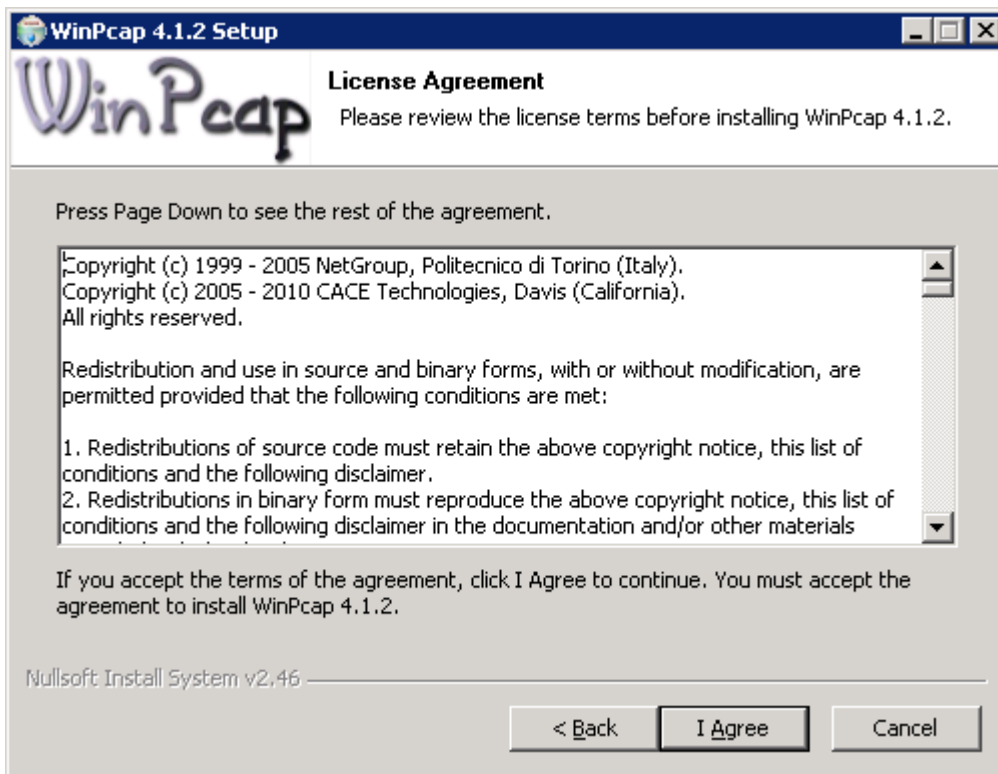 WinPcap 4.1.2 Setup
WinPcap
License Agreement
Please review the license terms before installing WinPcap 4.1.2.
Press Page Down to see the rest of the agreement.
Copyright (c) 1999 - 2005 NetGroup, Politecnico di Torino (Italy).
Copyright (c) 2005 - 2010 CACE Technologies, Davis (California).
All rights reserved.
Redistribution and use in source and binary forms, with or without modification, are
permitted provided that the following conditions are met:
1. Redistributions of source code must retain the above copyright notice, this list of
conditions and the following disclaimer.
2. Redistributions in binary form must reproduce the above copyright notice, this list of
conditions and the following disclaimer in the documentation and/or other materials
If you accept the terms of the agreement, click I Agree to continue. You must accept the
agreement to install WinPcap 4.1.2.
Nullsoft Install System v2.46
< Back
I Agree
Cancel